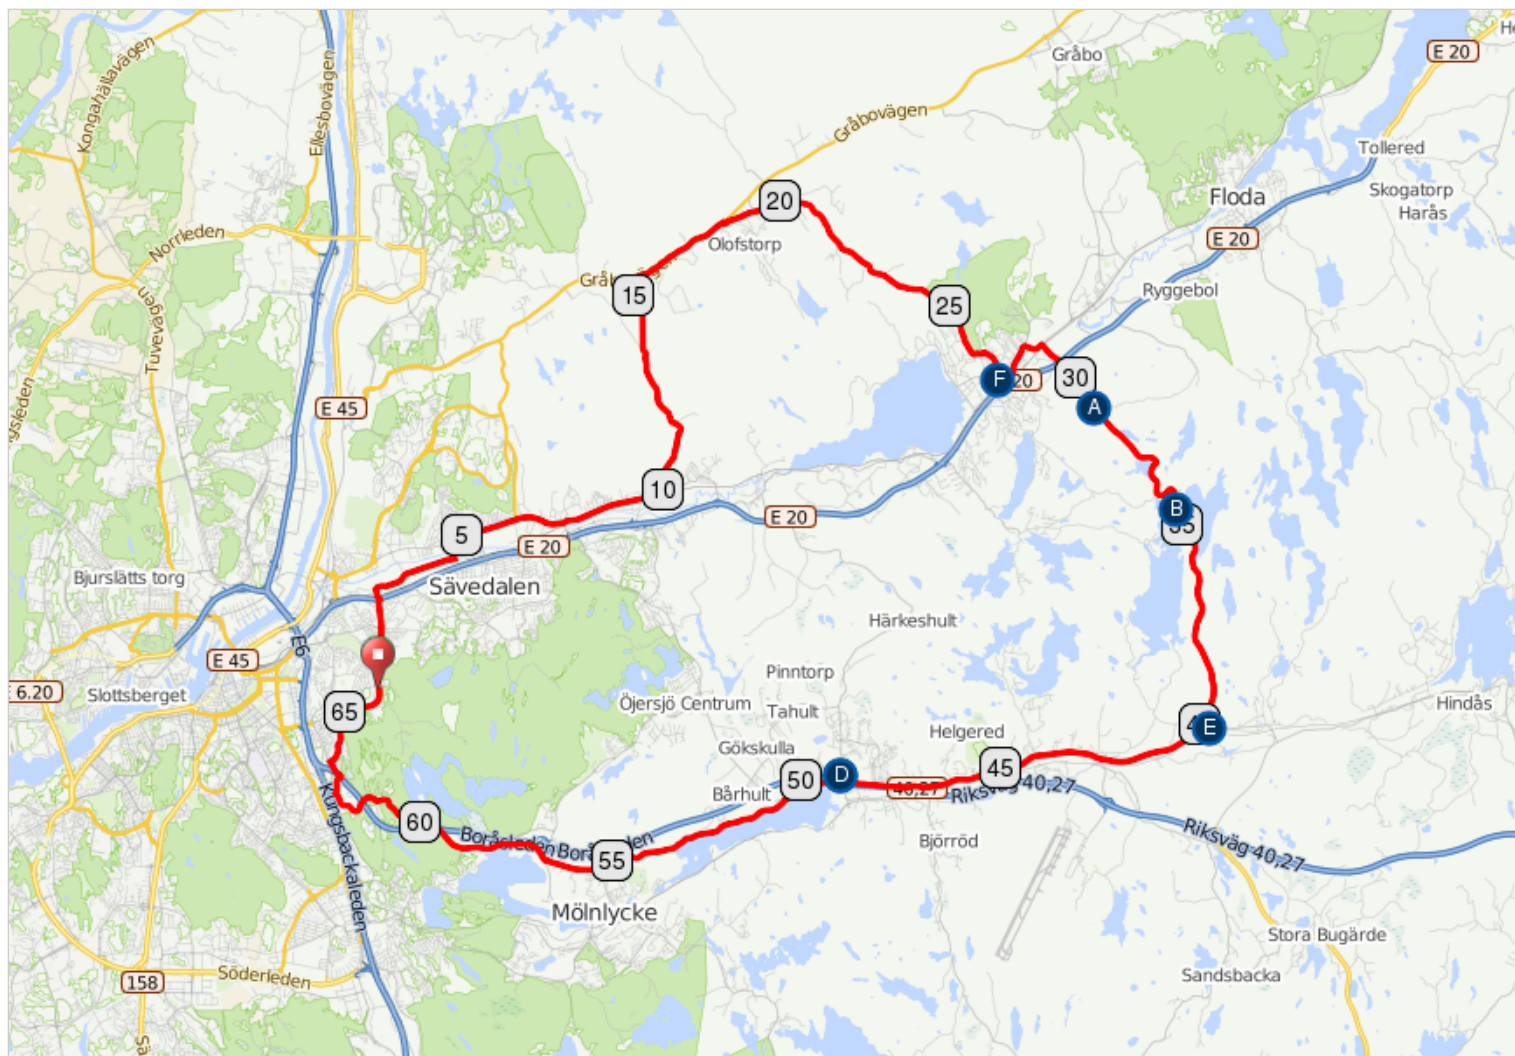 E 20
Gråbo
Kongahällavägen
Ellesbovägen
Gråbovägen
Tollered
Skogatorp
Harås
Floda
20
Norrleden
Olofstorp
E 20
Ryggebol
15
25
Tuvevägen
E 45
F
20
30
A
10
B
E 20
5
E 20
Bjurslätts torg
Sävedalen
Härkeshult
E6
E 45
Pinntorp
6.20
Slottsberget
65
Öjersjö Centrum
Tahult
Hindås
E
Helgered
Gökskulla
45
50
D
40,27
Riksväg 40,27
Bårhult
60
Boråsleden
55
Björröd
Riksväg 40,27
Kungsbackaleden
Mölnlycke
Stora Bugärde
Sandsbacka
158
Söderleden